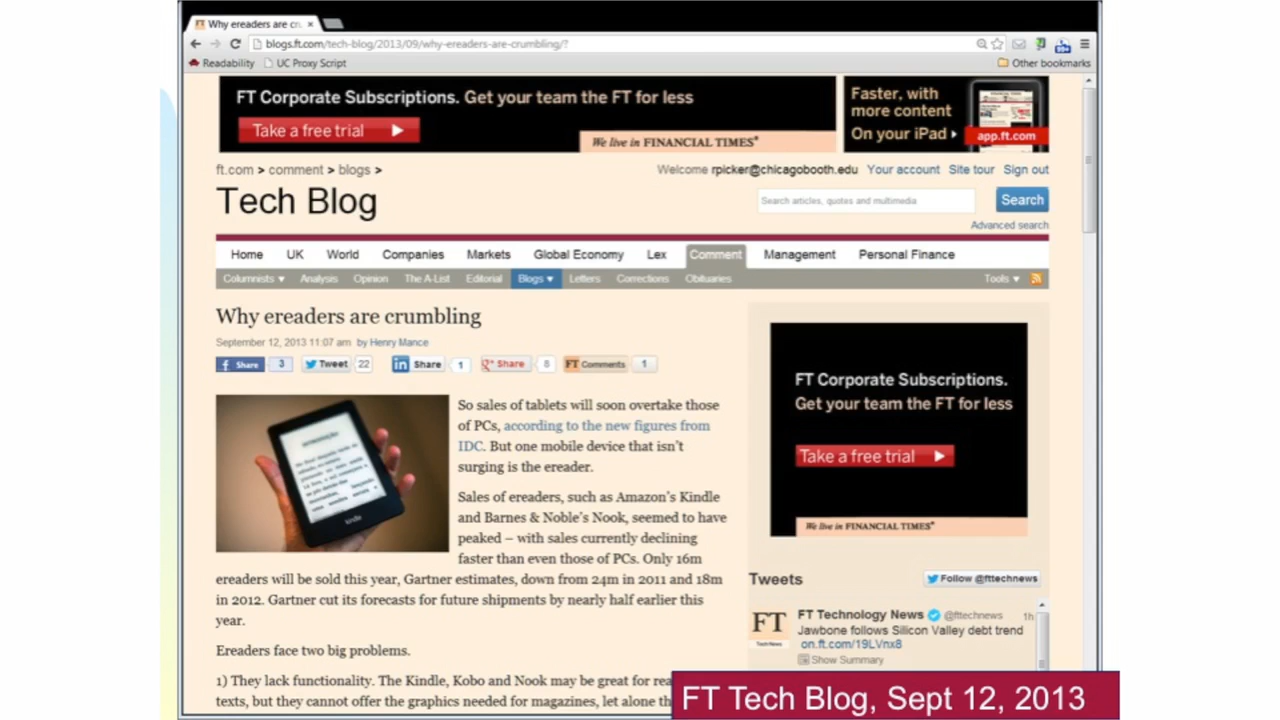 Why ereaders are cru
blogs.ft.com/tech-blog/2013/09/why-ereaders-are-crumbling/?
Readability UC Proxy Script Other bookmarks
FT Corporate Subscriptions. Get your team the FT for less
Take a free trial
We live in FINANCIAL TIMES®
Faster, with
more content
On your iPad
app.ft.com
ft.com > comment > blogs >
Welcome rpicker@chicagobooth.edu Your account Site tour Sign out
Tech Blog
Search articles, quotes and multimedia Search
Advanced search
Home UK World Companies Markets Global Economy Lex Comment Management Personal Finance
Columnists Analysis Opinion The A-List Editorial Blogs Letters Corrections Obituaries Tools
Why ereaders are crumbling
September 12, 2013 11:07 am by Henry Mance
Share 3 Tweet 22 in Share 1 Share 8 FT Comments 1
INTRODUÇÃO
kindle
So sales of tablets will soon overtake those
of PCs, according to the new figures from
IDC. But one mobile device that isn't
surging is the ereader.
Sales of ereaders, such as Amazon's Kindle
and Barnes & Noble's Nook, seemed to have
peaked – with sales currently declining
faster than even those of PCs. Only 16m
ereaders will be sold this year, Gartner estimates, down from 24m in 2011 and 18m
in 2012. Gartner cut its forecasts for future shipments by nearly half earlier this
year.
Ereaders face two big problems.
1) They lack functionality. The Kindle, Kobo and Nook may be great for
texts, but they cannot offer the graphics needed for magazines, let alone
FT Corporate Subscriptions.
Get your team the FT for less
Take a free trial
We live in FINANCIAL TIMES®
Tweets Follow @fttechnews
FT
Tech News
FT Technology News @fttechnews 1h
Jawbone follows Silicon Valley debt trend
on.ft.com/19LVnx8
Show Summary
FT Tech Blog, Sept 12, 2013